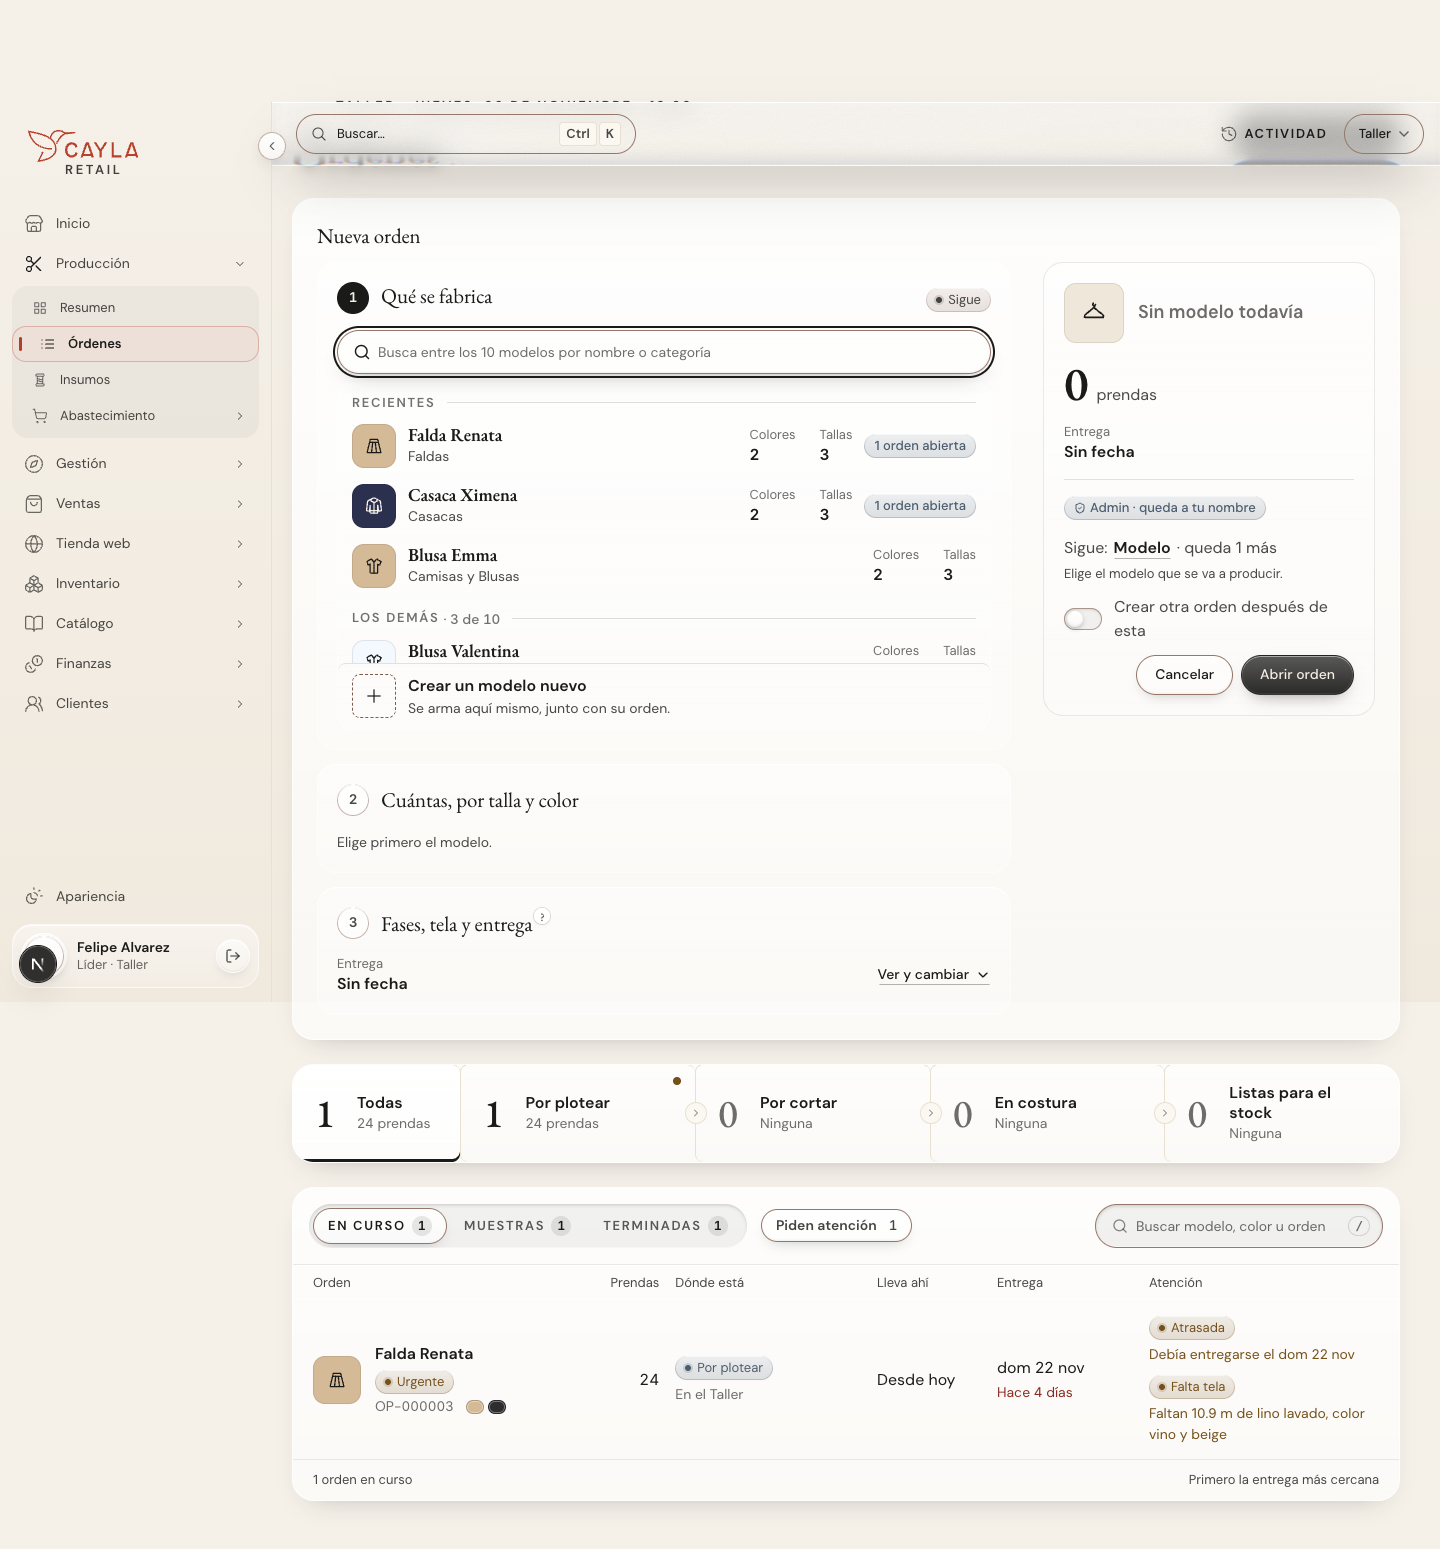 CAYLA
RETAIL
Buscar...
Ctrl K
ACTIVIDAD
Taller
Inicio
Producción
Resumen
Órdenes
Insumos
Abastecimiento
Gestión
Ventas
Tienda web
Inventario
Catálogo
Finanzas
Clientes
Apariencia
N
Felipe Alvarez
Líder · Taller
Nueva orden
1 Qué se fabrica
Sigue
Busca entre los 10 modelos por nombre o categoría
RECIENTES
Falda Renata
Faldas
Colores 2
Tallas 3
1 orden abierta
Casaca Ximena
Casacas
Colores 2
Tallas 3
1 orden abierta
Blusa Emma
Camisas y Blusas
Colores 2
Tallas 3
LOS DEMÁS · 3 de 10
Blusa Valentina
Colores
Tallas
Crear un modelo nuevo
Se arma aquí mismo, junto con su orden.
2 Cuántas, por talla y color
Elige primero el modelo.
3 Fases, tela y entrega ?
Entrega
Sin fecha
Ver y cambiar
Sin modelo todavía
0 prendas
Entrega
Sin fecha
Admin · queda a tu nombre
Sigue: Modelo · queda 1 más
Elige el modelo que se va a producir.
Crear otra orden después de
esta
Cancelar
Abrir orden
1 Todas
24 prendas
1 Por plotear
24 prendas
0 Por cortar
Ninguna
0 En costura
Ninguna
0 Listas para el
stock
Ninguna
EN CURSO 1
MUESTRAS 1
TERMINADAS 1
Piden atención 1
Buscar modelo, color u orden /
Orden
Prendas
Dónde está
Lleva ahí
Entrega
Atención
Falda Renata
Urgente
OP-000003
24
Por plotear
En el Taller
Desde hoy
dom 22 nov
Hace 4 días
Atrasada
Debía entregarse el dom 22 nov
Falta tela
Faltan 10.9 m de lino lavado, color
vino y beige
1 orden en curso
Primero la entrega más cercana